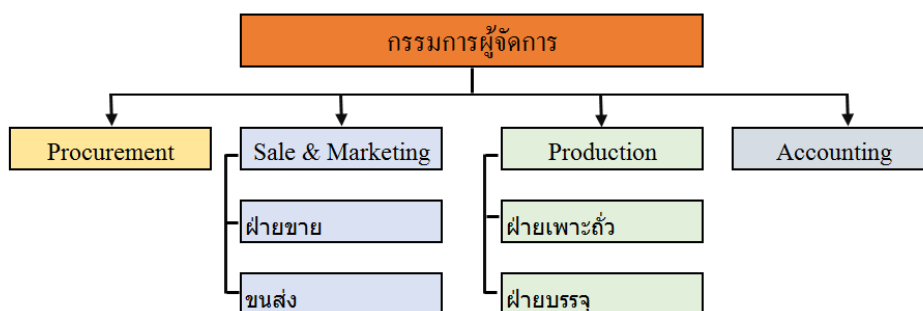 กรรมการผู้จัดการ
Procurement
Sale & Marketing
Production
Accounting
ฝ่ายขาย
ฝ่ายเพาะถั่ว
ขนส่ง
ฝ่ายบรรจุ